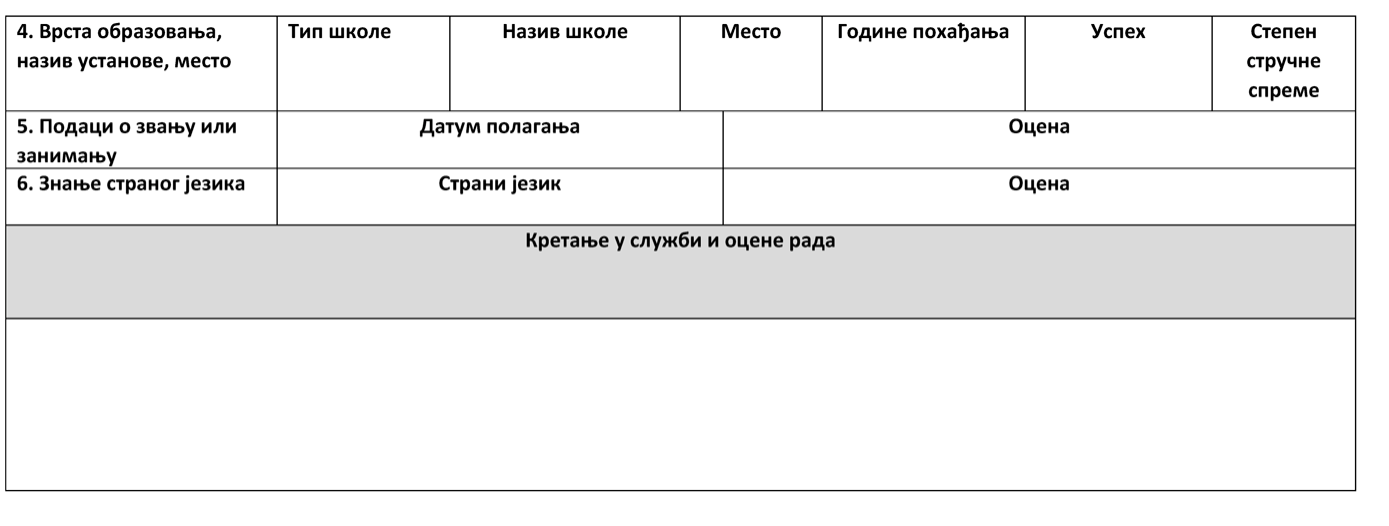 4. Врста образовања,
назив установе, место
Тип школе
Назив школе
Место
Године похађања
Успех
Степен
стручне
спреме
5. Подаци о звању или
занимању
Датум полагања
Оцена
6. Знање страног језика
Страни језик
Оцена
Кретање у служби и оцене рада